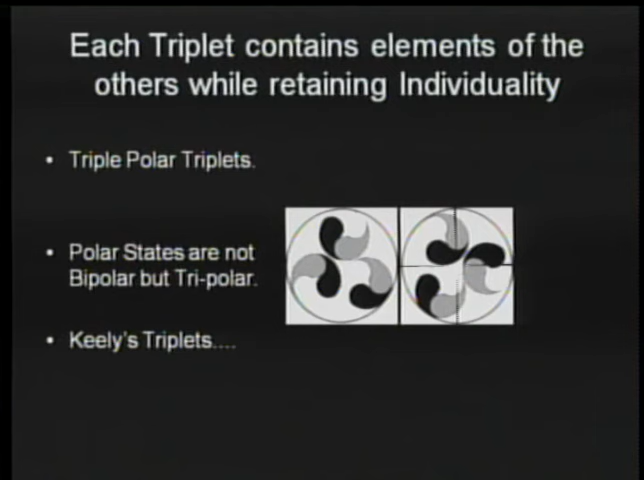 Each Triplet contains elements of the
others while retaining Individuality
• Triple Polar Triplets.
• Polar States are not
Bipolar but Tri-polar.
• Keely's Triplets....